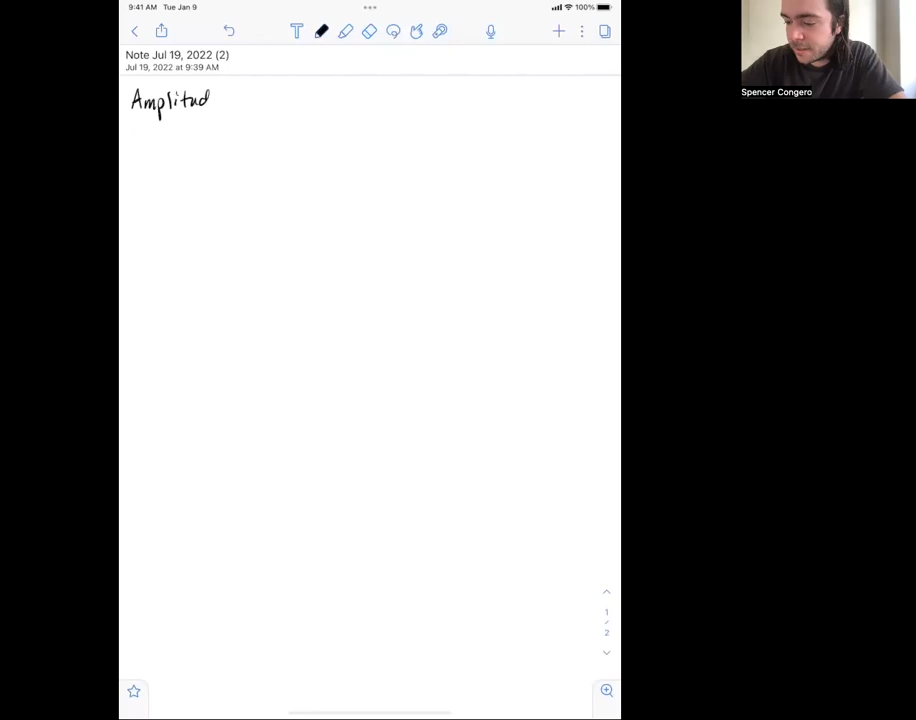 9:41 AM Tue Jan 9
100%
Note Jul 19, 2022 (2)
Jul 19, 2022 at 9:39 AM
Amplitud
Spencer Congero
1
2